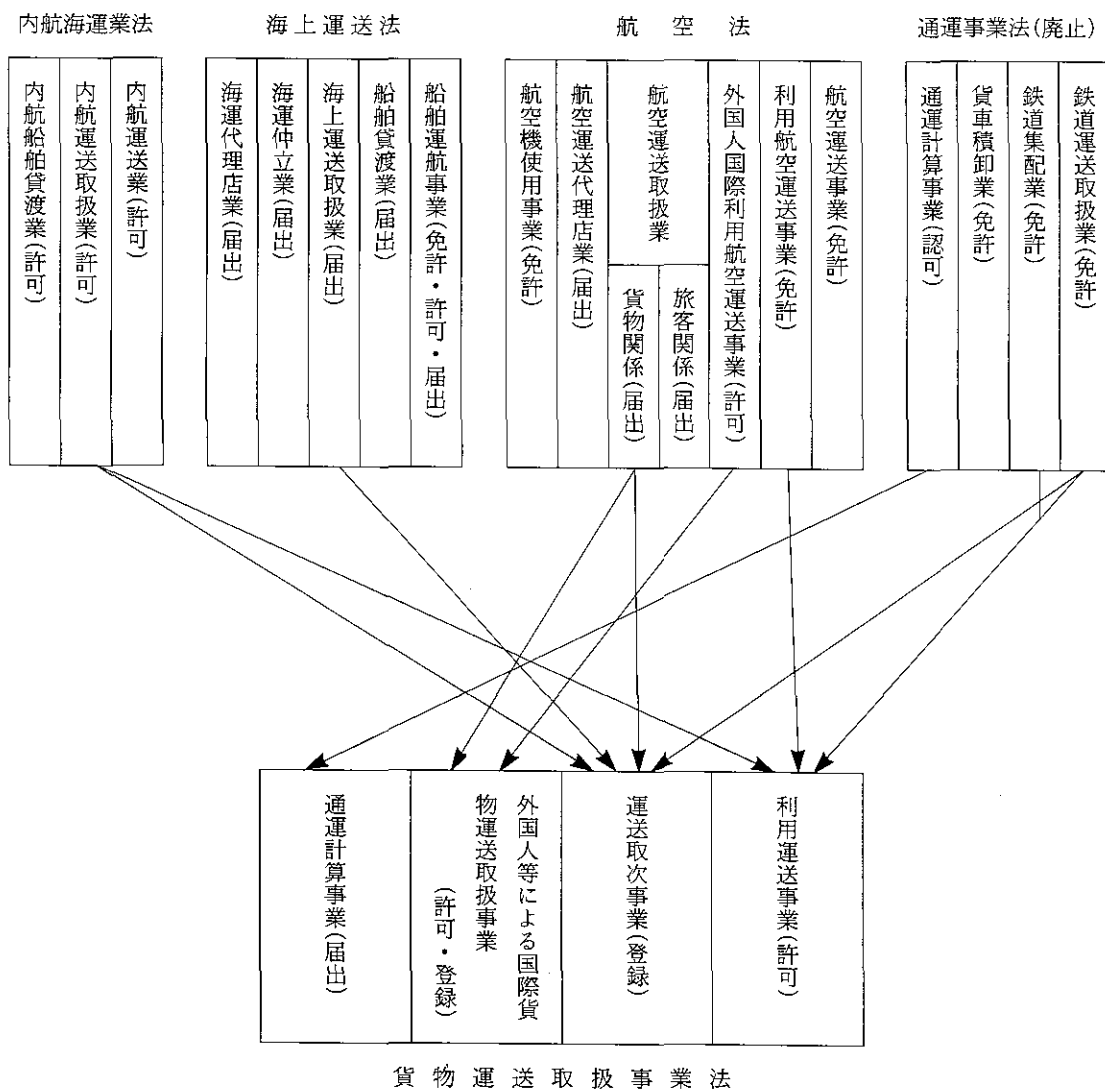 内航海運業法
内航運送業(許可)
内航運送取扱業(許可)
内航船舶貸渡業(許可)
海上運送法
船舶運航事業(免許・許可・届出)
船舶貸渡業(届出)
海上運送取扱業(届出)
海運仲立業(届出)
海運代理店業(届出)
航空法
航空運送事業(免許)
利用航空運送事業(免許)
外国人国際利用航空運送事業(許可)
航空運送取扱業
旅客関係(届出)
貨物関係(届出)
航空運送代理店業(届出)
航空機使用事業(免許)
通運事業法(廃止)
鉄道運送取扱業(免許)
鉄道集配業(免許)
貨車積卸業(免許)
通運計算事業(認可)
利用運送事業(許可)
運送取次事業(登録)
外国人等による国際貨
物運送取扱事業
(許可・登録)
通運計算事業(届出)
貨物運送取扱事業法